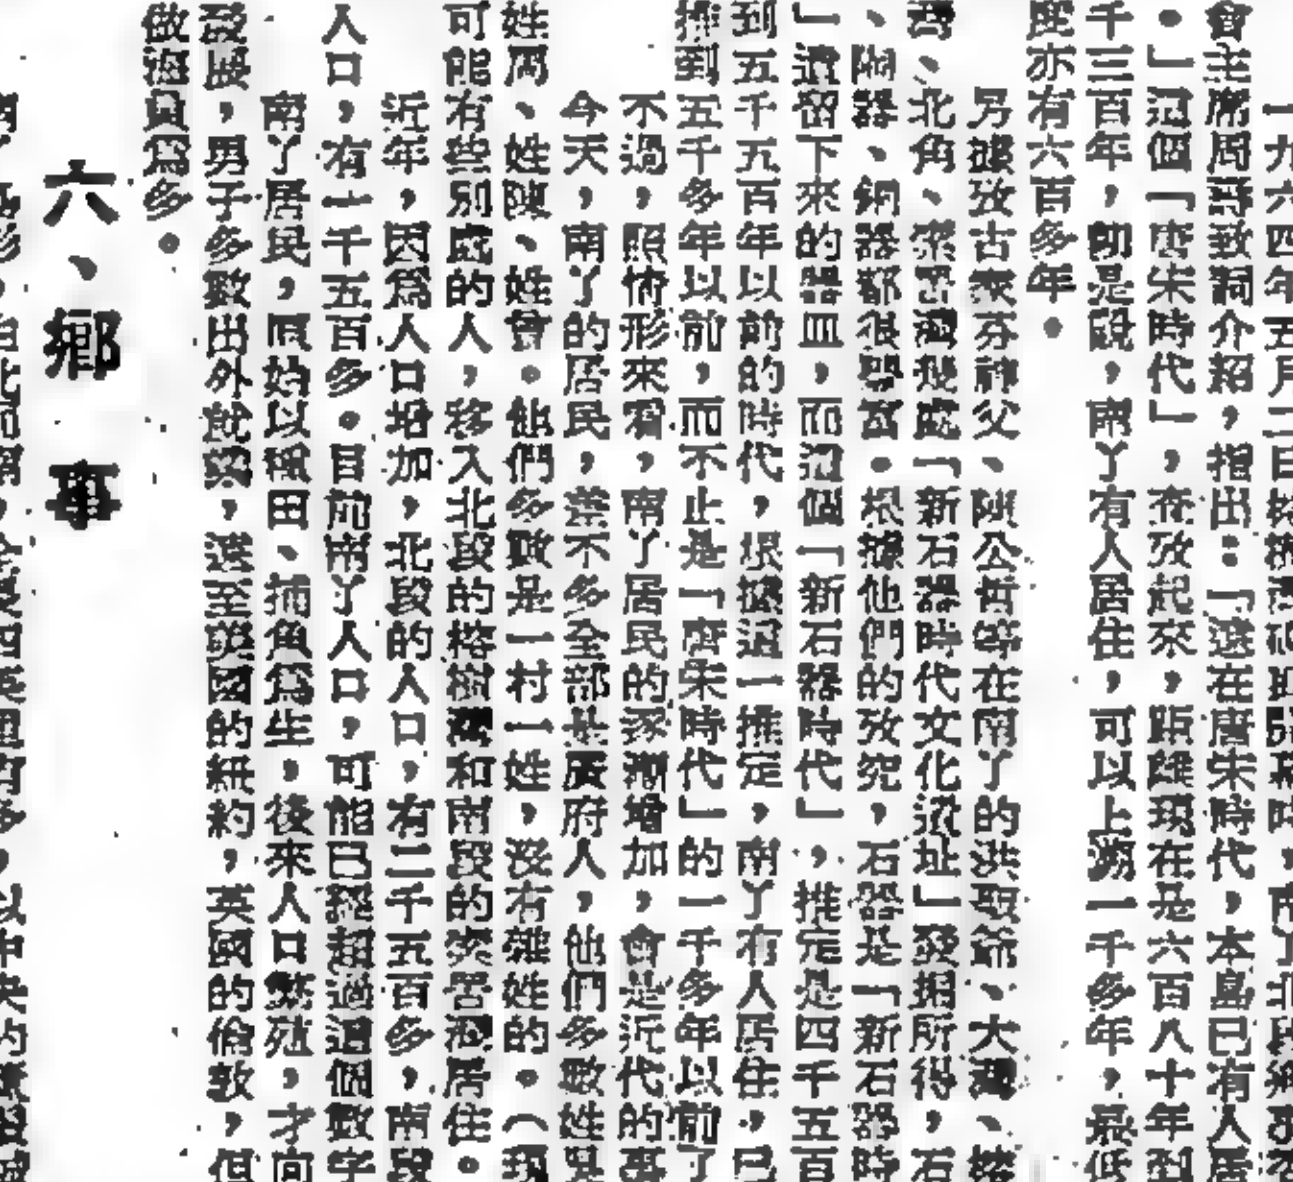 一九六四年五月二日
會主席周 致詞介紹，指出：「遠在唐宋時代，本島已有人居
。」這個「唐宋時代」， 攷起來，距離現在是六百八十年到
千三百年，卽是說，南丫有人居住，可以上溯一千多年，最低
度亦有六百多年。
另據攷古家芬神父、陳公哲等在南丫的洪聖爺、大灣、
灣、北角、 灣幾處「新石器時代文化遺址」發掘所得，石
、陶器、銅器都很豐富。根據他們的攷究，石器是「新石器時
」遺留下來的器皿，而這個「新石器時代」，推定是四千五百
到五千五百年以前的時代，根據這一推定，南丫有人居住，已
推到五千多年以前，而不止是「唐宋時代」的一千多年以前了
不過，照情形來看，南丫居民的逐漸增加，會是近代的事
今天，南丫的居民，差不多全部是廣府人，他們多數姓吳
姓周、姓陳、姓曾。他們多數是一村一姓，沒有雜姓的。（現
可能有些別處的人，移入北段的榕樹灣和南段的索罟灣居住。
近年，因爲人口增加，北段的人口，有二千五百多，南段
人口，有一千五百多。目前南丫人口，可能已經超過這個數字
南丫居民，原始以種田、捕魚爲生，後來人口繁殖，才向
發展，男子多數出外就業，遠至美國的紐約，英國的倫敦，但
做海員爲多。
六、鄉 事